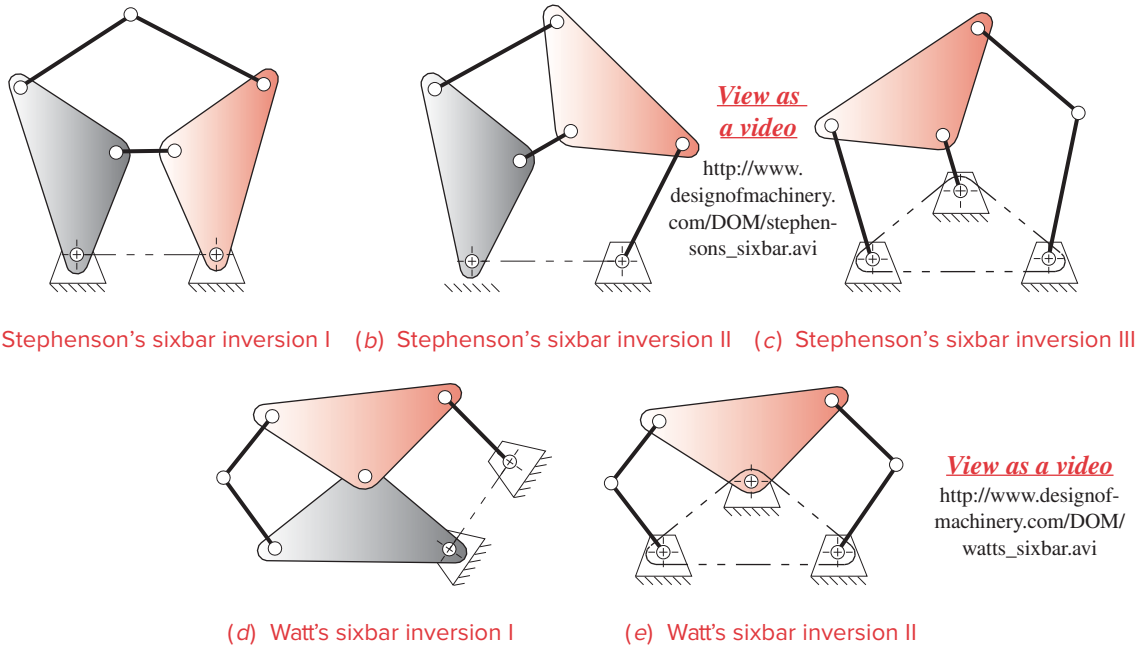 View as
a video
http://www.
designofmachinery.
com/DOM/stephen-
sons_sixbar.avi
Stephenson's sixbar inversion I
(b) Stephenson's sixbar inversion II
(c) Stephenson's sixbar inversion III
View as a video
http://www.designof-
machinery.com/DOM/
watts_sixbar.avi
(d) Watt's sixbar inversion I
(e) Watt's sixbar inversion II